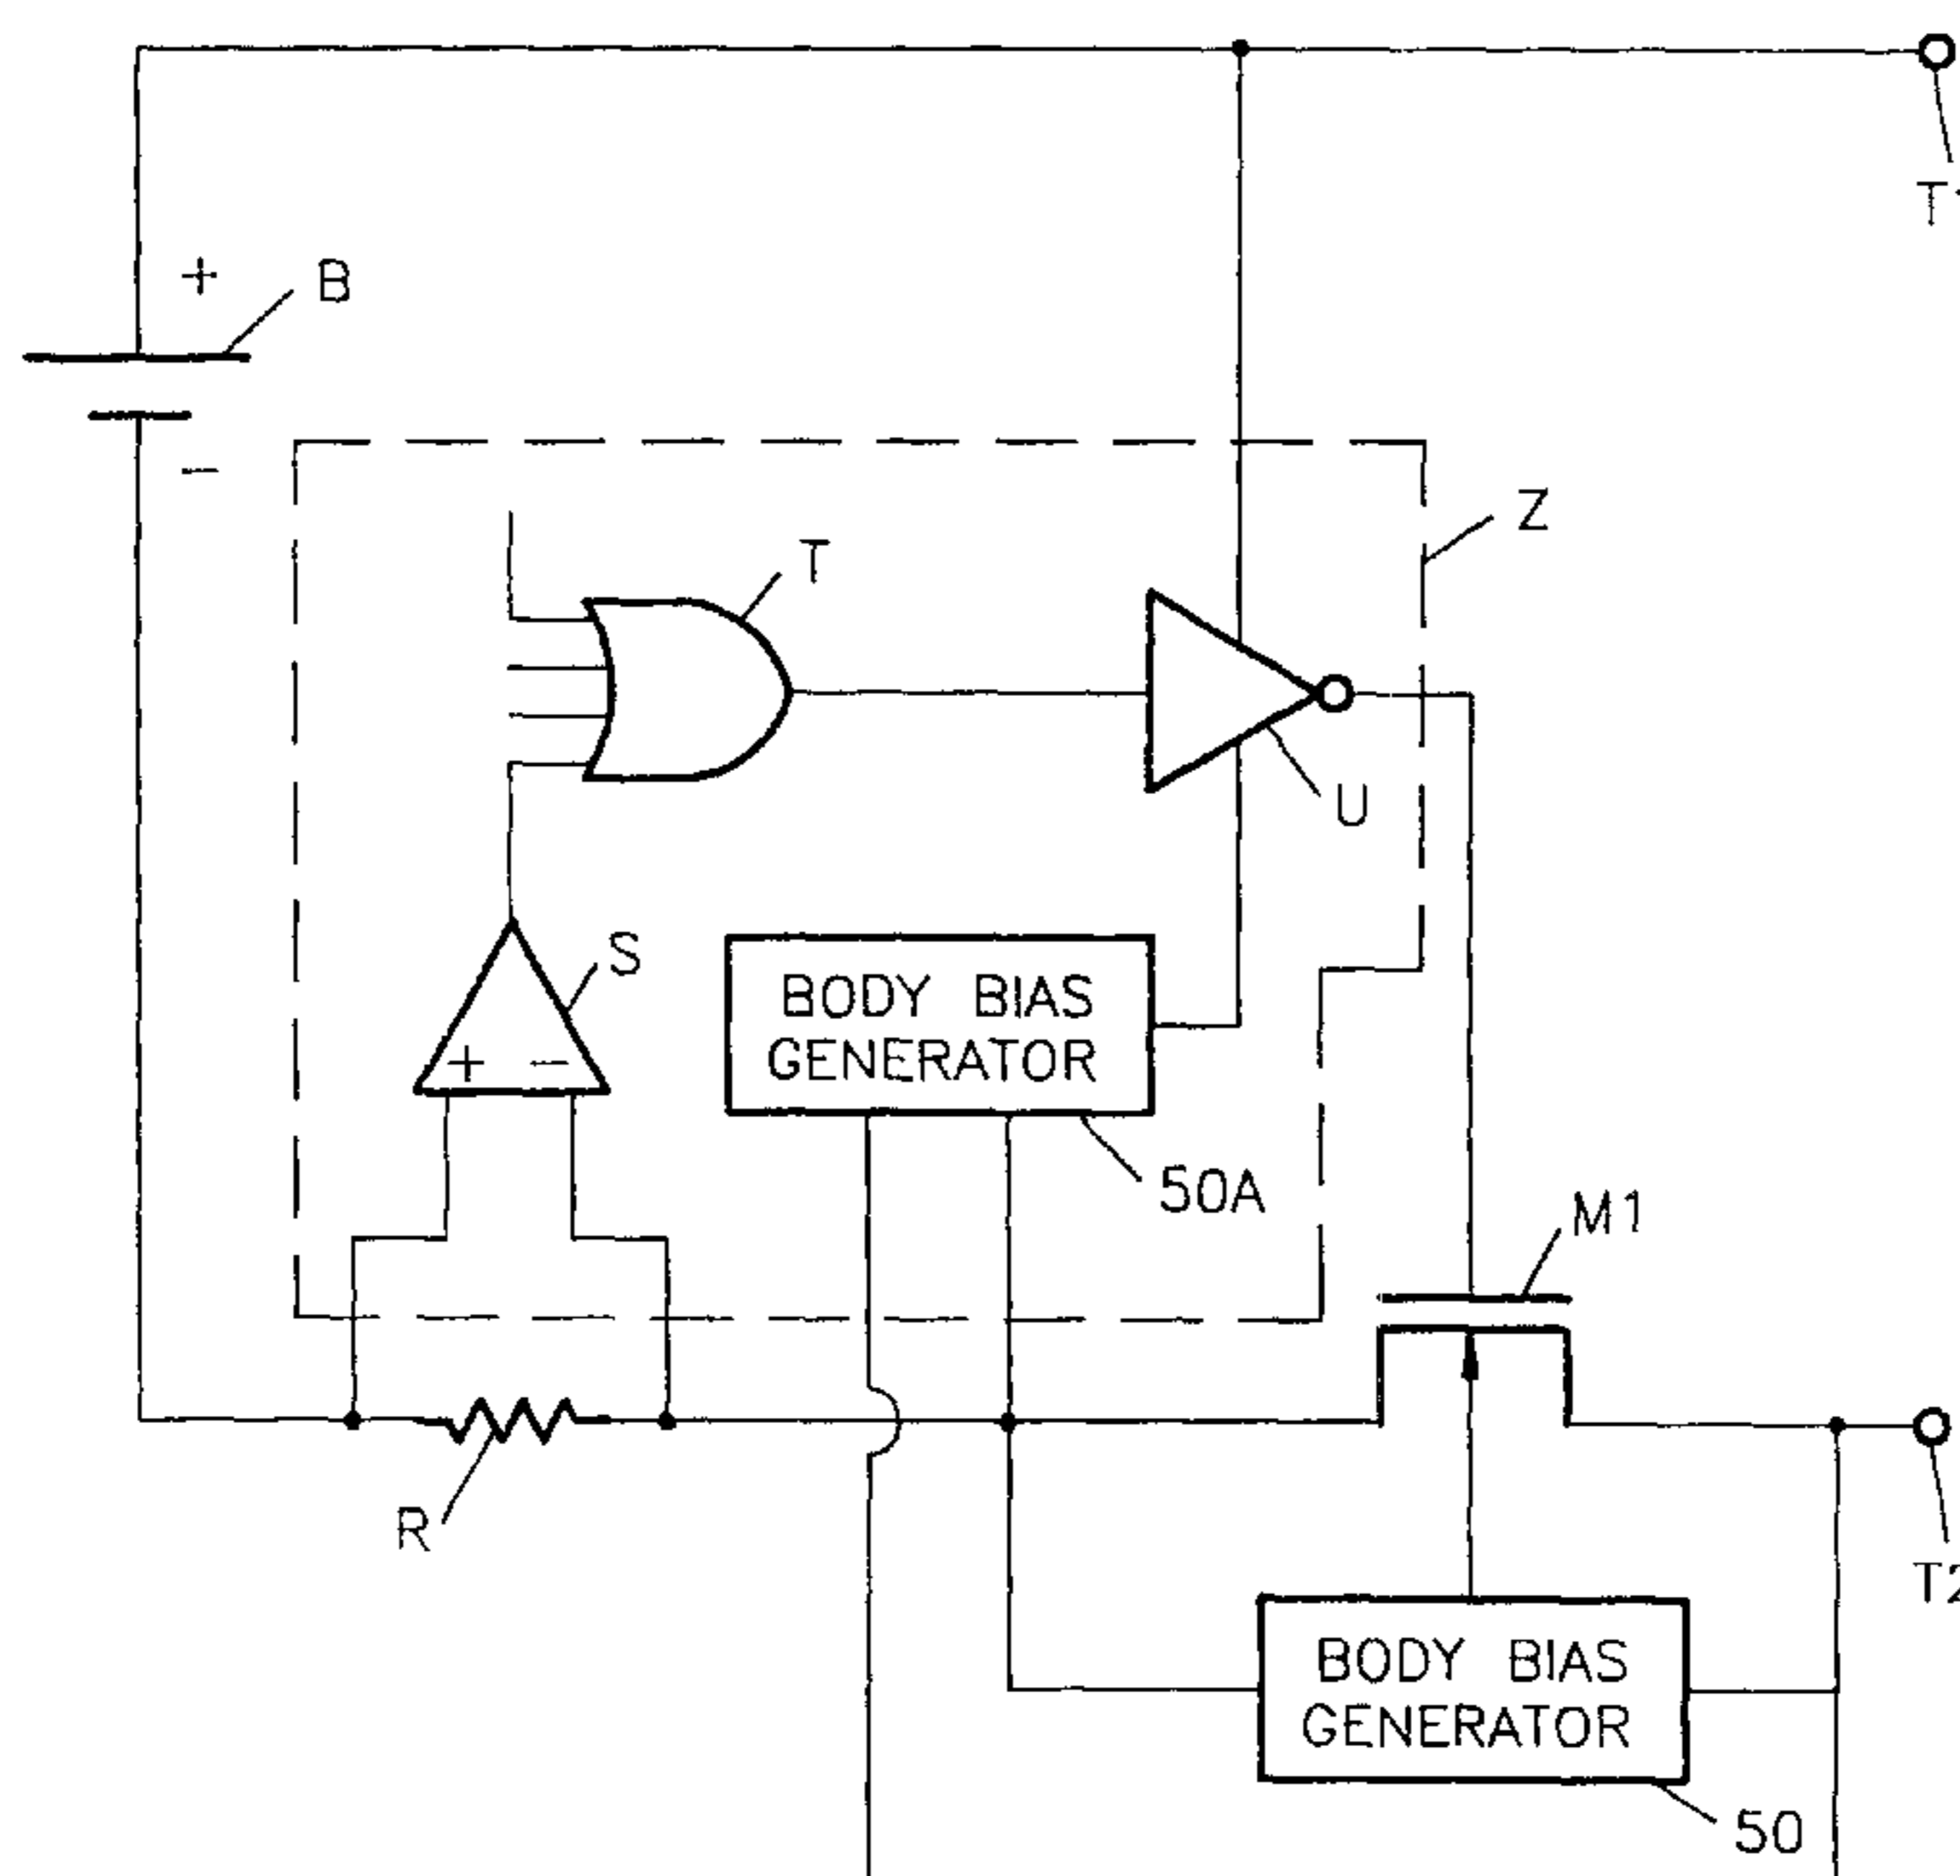 T1
+
B
-
Z
T
U
S
BODY BIAS
GENERATOR
+ -
50A
M1
R
T2
BODY BIAS
GENERATOR
50